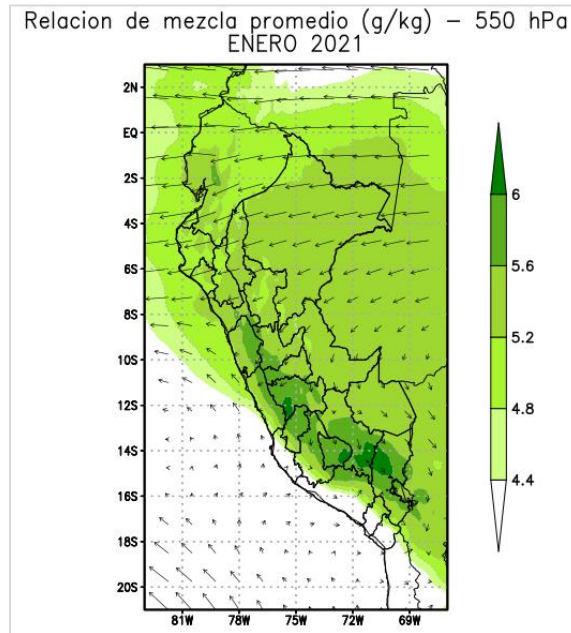 Relacion de mezcla promedio (g/kg) – 550 hPa
ENERO 2021
2N
EQ
2S
4S
6S
8S
10S
12S
14S
16S
18S
20S
81W
78W
75W
72W
69W
6
5.6
5.2
4.8
4.4